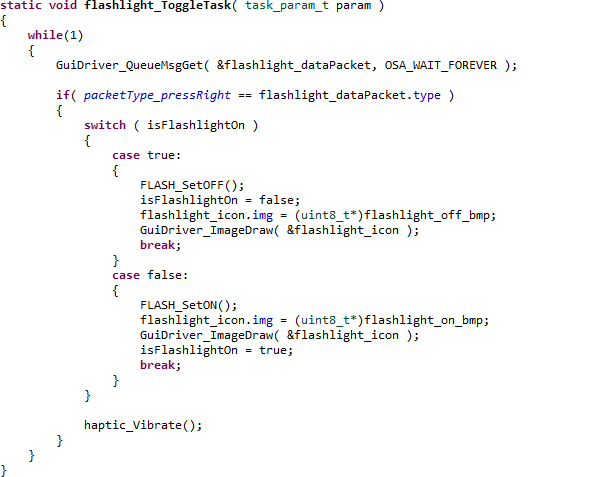 static void flashlight_ToggleTask( task_param_t param )
{
    while(1)
    {
        GuiDriver_QueueMsgGet( &flashlight_dataPacket, OSA_WAIT_FOREVER );

        if( packetType_pressRight == flashlight_dataPacket.type )
        {
            switch ( isFlashlightOn )
            {
                case true:
                {
                    FLASH_SetOFF();
                    isFlashlightOn = false;
                    flashlight_icon.img = (uint8_t*)flashlight_off_bmp;
                    GuiDriver_ImageDraw( &flashlight_icon );
                    break;
                }
                case false:
                {
                    FLASH_SetON();
                    flashlight_icon.img = (uint8_t*)flashlight_on_bmp;
                    GuiDriver_ImageDraw( &flashlight_icon );
                    isFlashlightOn = true;
                    break;
                }
            }

            haptic_Vibrate();
        }
    }
}